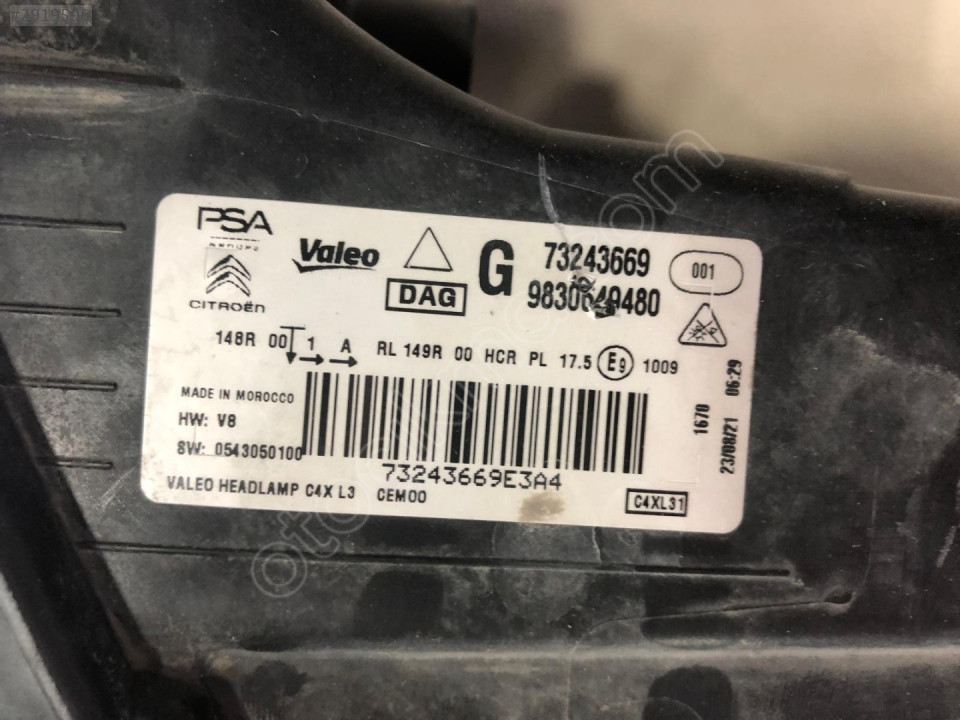 PSA
GROUPE
CITROËN
Valeo
DAG
G
73243669
001
148R 00 1 A RL 149R 00 HCR PL 17.5 E9 1009
MADE IN MOROCCO
HW: V8
SW: 0543050100
73243669E3A4
VALEO HEADLAMP C4X L3 CEM00
C4XL31
1670
23/08/21 06:29